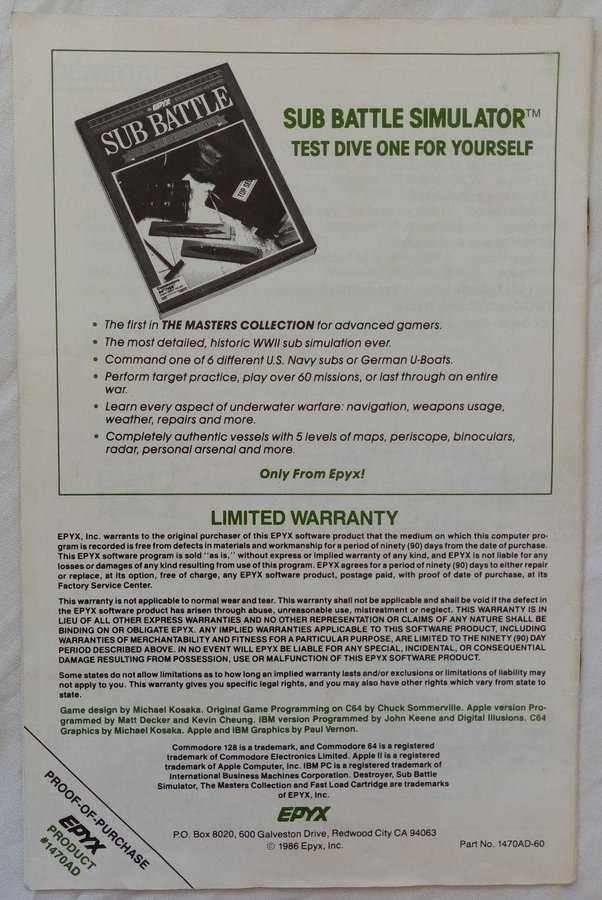 by EPYX
SUB BATTLE
SIMULATOR
TOP SE
SUB BATTLE SIMULATOR™
TEST DIVE ONE FOR YOURSELF
• The first in THE MASTERS COLLECTION for advanced gamers.
• The most detailed, historic WWII sub simulation ever.
• Command one of 6 different U.S. Navy subs or German U-Boats.
• Perform target practice, play over 60 missions, or last through an entire
war.
• Learn every aspect of underwater warfare: navigation, weapons usage,
weather, repairs and more.
• Completely authentic vessels with 5 levels of maps, periscope, binoculars,
radar, personal arsenal and more.
Only From Epyx!
LIMITED WARRANTY
EPYX, Inc. warrants to the original purchaser of this EPYX software product that the medium on which this computer pro-
gram is recorded is free from defects in materials and workmanship for a period of ninety (90) days from the date of purchase.
This EPYX software program is sold "as is," without express or implied warranty of any kind, and EPYX is not liable for any
losses or damages of any kind resulting from use of this program. EPYX agrees for a period of ninety (90) days to either repair
or replace, at its option, free of charge, any EPYX software product, postage paid, with proof of date of purchase, at its
Factory Service Center.
This warranty is not applicable to normal wear and tear. This warranty shall not be applicable and shall be void if the defect in
the EPYX software product has arisen through abuse, unreasonable use, mistreatment or neglect. THIS WARRANTY IS IN
LIEU OF ALL OTHER EXPRESS WARRANTIES AND NO OTHER REPRESENTATION OR CLAIMS OF ANY NATURE SHALL BE
BINDING ON OR OBLIGATE EPYX. ANY IMPLIED WARRANTIES APPLICABLE TO THIS SOFTWARE PRODUCT, INCLUDING
WARRANTIES OF MERCHANTABILITY AND FITNESS FOR A PARTICULAR PURPOSE, ARE LIMITED TO THE NINETY (90) DAY
PERIOD DESCRIBED ABOVE. IN NO EVENT WILL EPYX BE LIABLE FOR ANY SPECIAL, INCIDENTAL, OR CONSEQUENTIAL
DAMAGE RESULTING FROM POSSESSION, USE OR MALFUNCTION OF THIS EPYX SOFTWARE PRODUCT.
Some states do not allow limitations as to how long an implied warranty lasts and/or exclusions or limitations of liability may
not apply to you. This warranty gives you specific legal rights, and you may also have other rights which vary from state to
state.
Game design by Michael Kosaka. Original Game Programming on C64 by Chuck Sommerville. Apple version Pro-
grammed by Matt Decker and Kevin Cheung. IBM version Programmed by John Keene and Digital Illusions. C64
Graphics by Michael Kosaka. Apple and IBM Graphics by Paul Vernon.
Commodore 128 is a trademark, and Commodore 64 is a registered
trademark of Commodore Electronics Limited. Apple II is a registered
trademark of Apple Computer, Inc. IBM PC is a registered trademark of
International Business Machines Corporation. Destroyer, Sub Battle
Simulator, The Masters Collection and Fast Load Cartridge are trademarks
of EPYX, Inc.
EPYX
P.O. Box 8020, 600 Galveston Drive, Redwood City CA 94063
© 1986 Epyx, Inc.
Part No. 1470AD-60
PROOF-OF-PURCHASE
EPYX
PRODUCT
#1470AD